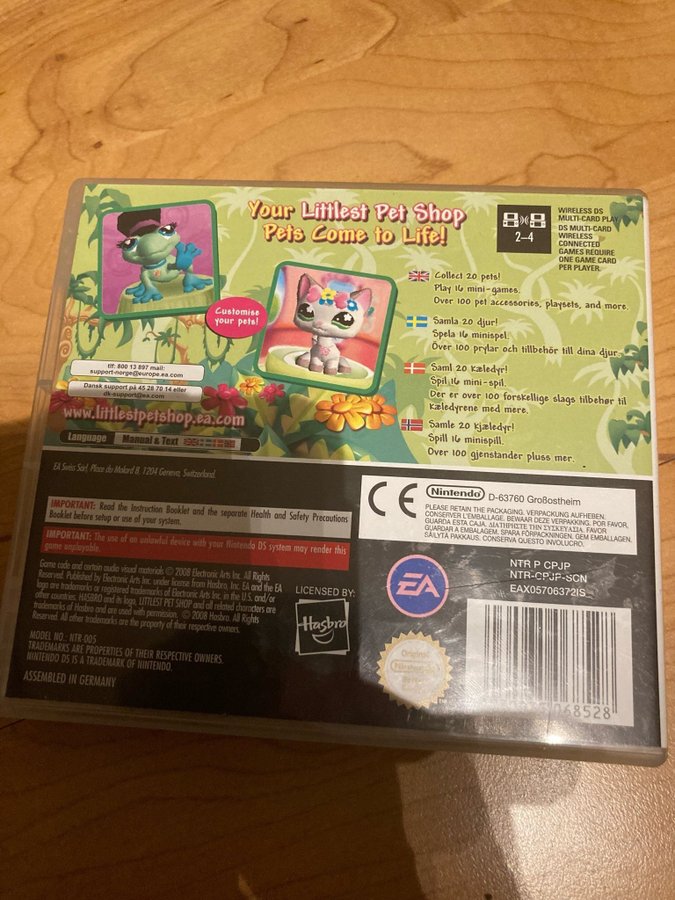 Your Littlest Pet Shop
Pets Come to Life!
2-4
WIRELESS DS
MULTI-CARD PLAY
DS MULTI-CARD
WIRELESS
CONNECTED
GAMES REQUIRE
ONE GAME CARD
PER PLAYER.
Customise
your pets!
Collect 20 pets!
Play 16 mini-games.
Over 100 pet accessories, playsets, and more.
Samla 20 djur!
Spela 16 minispel.
Över 100 prylar och tillbehör till dina djur.
Saml 20 kæledyr!
Spil 16 mini-spil.
Der er over 100 forskellige slags tilbehør til
kæledyrene med mere.
Samle 20 kjæledyr!
Spill 16 minispill.
Over 100 gjenstander pluss mer.
tlf: 800 13 897 mail:
support-norge@europe.ea.com
Dansk support på 45 28 79 14 eller
dk-support@ea.com
www.littlestpetshop.ea.com
Language Manual & Text
EA Swiss Sàrl, Place du Molard 8, 1204 Geneva, Switzerland.
IMPORTANT: Read the Instruction Booklet and the separate Health and Safety Precautions
Booklet before setup or use of your system.
IMPORTANT: The use of an unlawful device with your Nintendo DS system may render this
game unplayable.
Game code and certain audio visual materials © 2008 Electronic Arts Inc. All Rights
Reserved. Published by Electronic Arts Inc. under license from Hasbro, Inc. EA and the EA
logo are trademarks or registered trademarks of Electronic Arts Inc. in the U.S. and/or
other countries. HASBRO and its logo, LITTLEST PET SHOP and all related characters are
trademarks of Hasbro and are used with permission. © 2008 Hasbro. All Rights
Reserved. All other trademarks are the property of their respective owners.
MODEL NO.: NTR-005
TRADEMARKS ARE PROPERTIES OF THEIR RESPECTIVE OWNERS.
NINTENDO DS IS A TRADEMARK OF NINTENDO.
ASSEMBLED IN GERMANY
LICENSED BY:
Hasbro
CE
Nintendo D-63760 Großostheim
PLEASE RETAIN THE PACKAGING. VERPACKUNG AUFHEBEN.
CONSERVER L'EMBALLAGE. BEWAAR DEZE VERPAKKING. POR FAVOR,
GUARDA ESTA CAJA. ΔΙΑΤΗΡΗΣΤΕ ΤΗΝ ΣΥΣΚΕΥΑΣΙΑ. FAVOR
GUARDAR A EMBALAGEM. SPARA FÖRPACKNINGEN. GEM EMBALLAGEN.
SÄILYTÄ PAKKAUS. CONSERVA QUESTO INVOLUCRO.
EA
NTR P CPJP
NTR-CPJP-SCN
EAX05706372IS
Original
Nintendo
068528